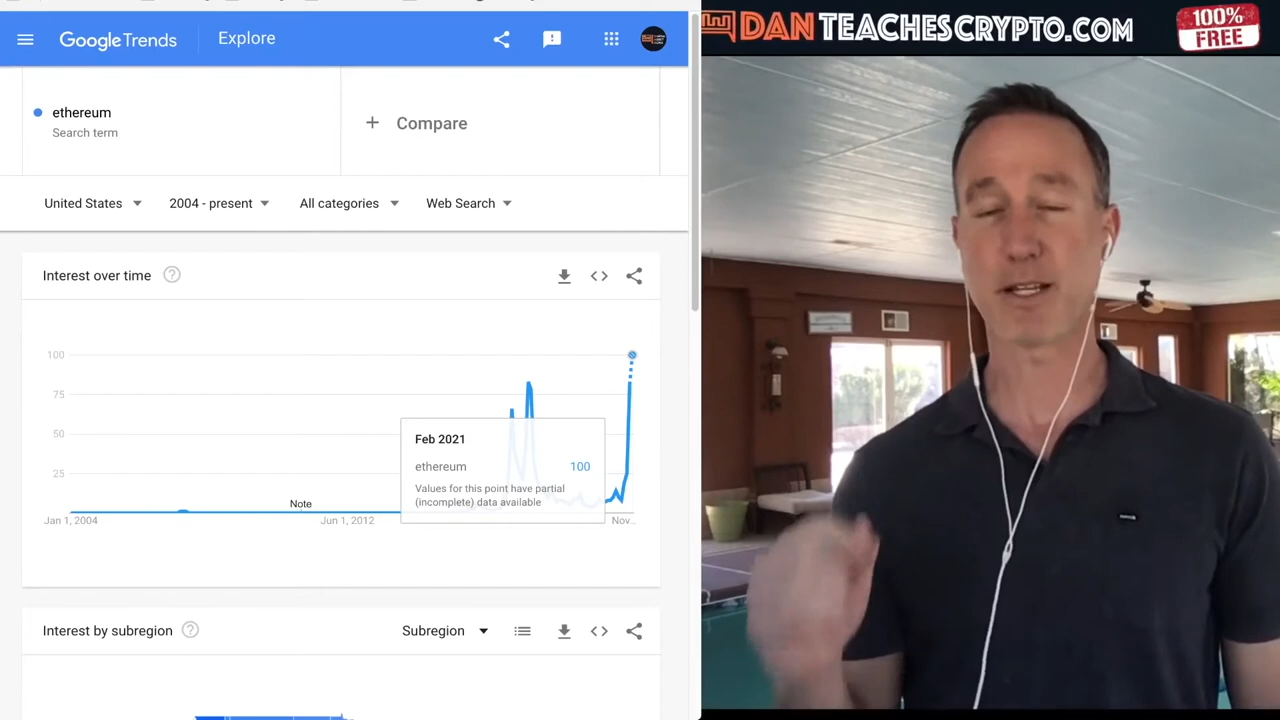 Google Trends
Explore
ethereum
Search term
+ Compare
United States
2004 - present
All categories
Web Search
Interest over time
100
75
50
25
Feb 2021
ethereum 100
Values for this point have partial
(incomplete) data available
Note
Jan 1, 2004
Jun 1, 2012
Nov...
Interest by subregion
Subregion
DANTEACHESCRYPTO.COM
100%
FREE